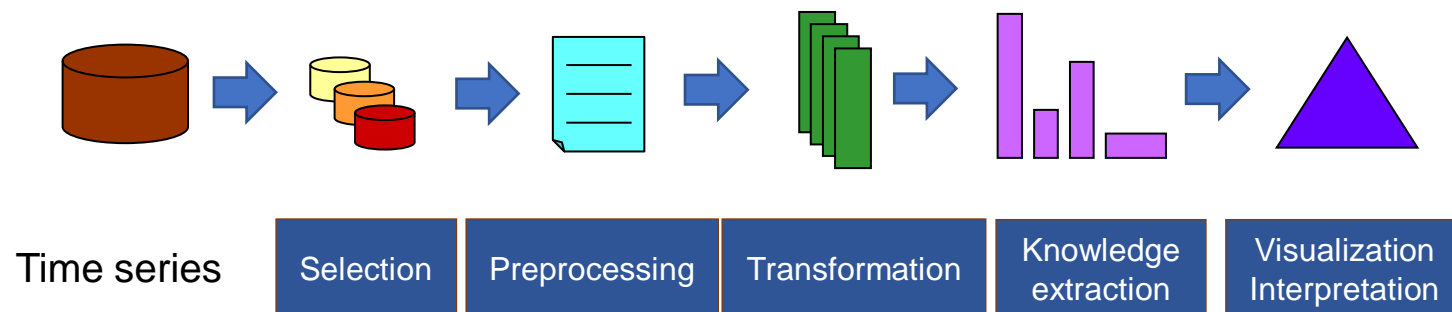 Time series
Selection
Preprocessing
Transformation
Knowledge
extraction
Visualization
Interpretation